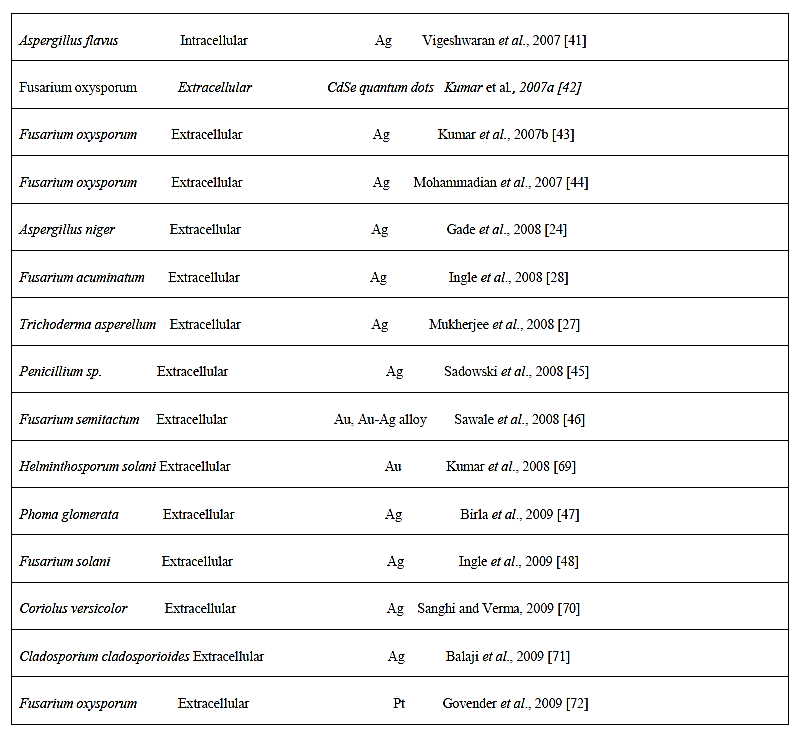 Aspergillus flavus Intracellular Ag Vigeshwaran et al., 2007 [41]
Fusarium oxysporum Extracellular CdSe quantum dots Kumar et al., 2007a [42]
Fusarium oxysporum Extracellular Ag Kumar et al., 2007b [43]
Fusarium oxysporum Extracellular Ag Mohammadian et al., 2007 [44]
Aspergillus niger Extracellular Ag Gade et al., 2008 [24]
Fusarium acuminatum Extracellular Ag Ingle et al., 2008 [28]
Trichoderma asperellum Extracellular Ag Mukherjee et al., 2008 [27]
Penicillium sp. Extracellular Ag Sadowski et al., 2008 [45]
Fusarium semitactum Extracellular Au, Au-Ag alloy Sawale et al., 2008 [46]
Helminthosporum solani Extracellular Au Kumar et al., 2008 [69]
Phoma glomerata Extracellular Ag Birla et al., 2009 [47]
Fusarium solani Extracellular Ag Ingle et al., 2009 [48]
Coriolus versicolor Extracellular Ag Sanghi and Verma, 2009 [70]
Cladosporium cladosporioides Extracellular Ag Balaji et al., 2009 [71]
Fusarium oxysporum Extracellular Pt Govender et al., 2009 [72]